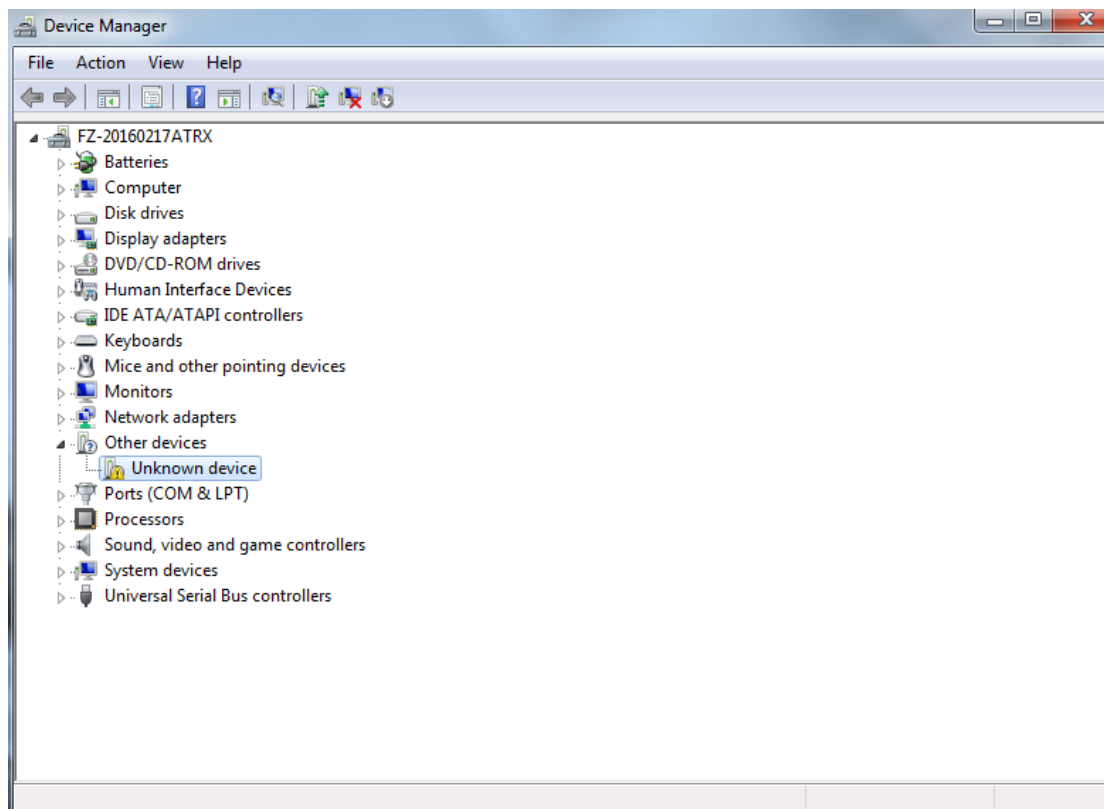 Device Manager
File Action View Help
FZ-20160217ATRX
Batteries
Computer
Disk drives
Display adapters
DVD/CD-ROM drives
Human Interface Devices
IDE ATA/ATAPI controllers
Keyboards
Mice and other pointing devices
Monitors
Network adapters
Other devices
Unknown device
Ports (COM & LPT)
Processors
Sound, video and game controllers
System devices
Universal Serial Bus controllers